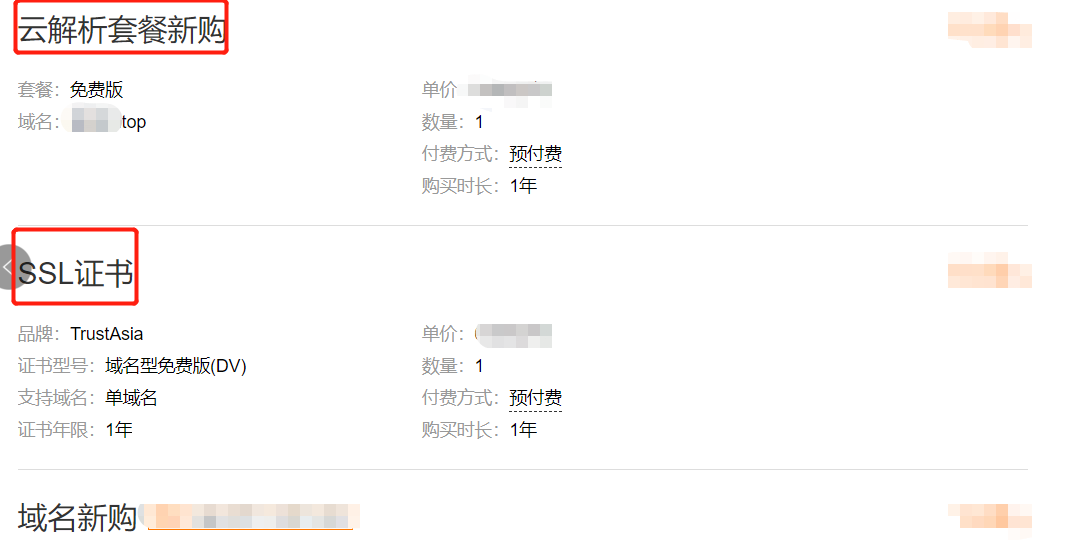 云解析套餐新购
套餐：免费版
单价
域名：top
数量：1
付费方式：预付费
购买时长：1年
SSL证书
品牌：TrustAsia
单价：
证书型号：域名型免费版(DV)
数量：1
支持域名：单域名
付费方式：预付费
证书年限：1年
购买时长：1年
域名新购